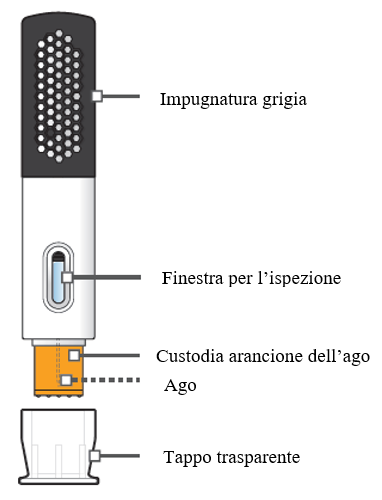 Impugnatura grigia
Finestra per l’ispezione
Custodia arancione dell’ago
Ago
Tappo trasparente